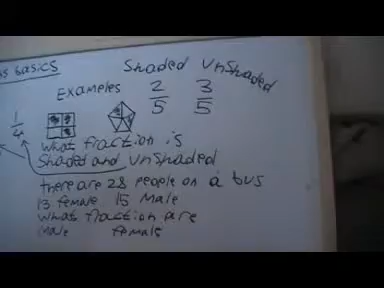 basics
Shaded UnShaded
Examples 2/5 3/5
1/4
what fraction is
Shaded and UnShaded
there are 28 people on a bus
13 female 15 male
what fraction are
male female